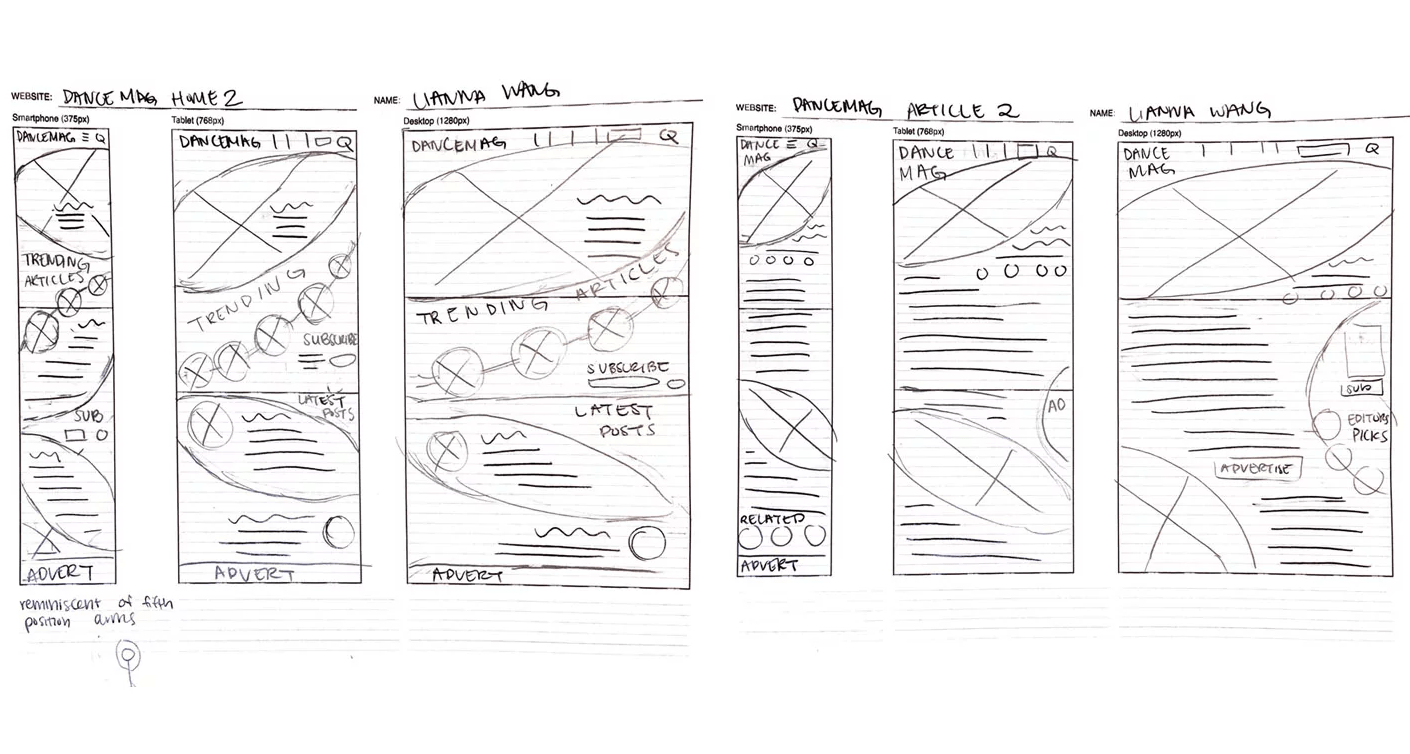 WEBSITE: DANCE MAG HOME 2
NAME: LIANNA WANG
Smartphone (375px)
Tablet (768px)
Desktop (1280px)
DANCEMAG Q
TRENDING
ARTICLES
SUB
ADVERT
reminiscent of fifth
position arms
DANCEMAG Q
TRENDING
SUBSCRIBE
LATEST
POSTS
ADVERT
DANCEMAG Q
TRENDING ARTICLES
SUBSCRIBE
LATEST
POSTS
ADVERT
WEBSITE: DANCEMAG ARTICLE 2
NAME: LIANNA WANG
Smartphone (375px)
Tablet (768px)
Desktop (1280px)
DANCE Q
MAG
RELATED
ADVERT
DANCE Q
MAG
AD
DANCE Q
MAG
SUB
EDITORS
PICKS
ADVERTISE